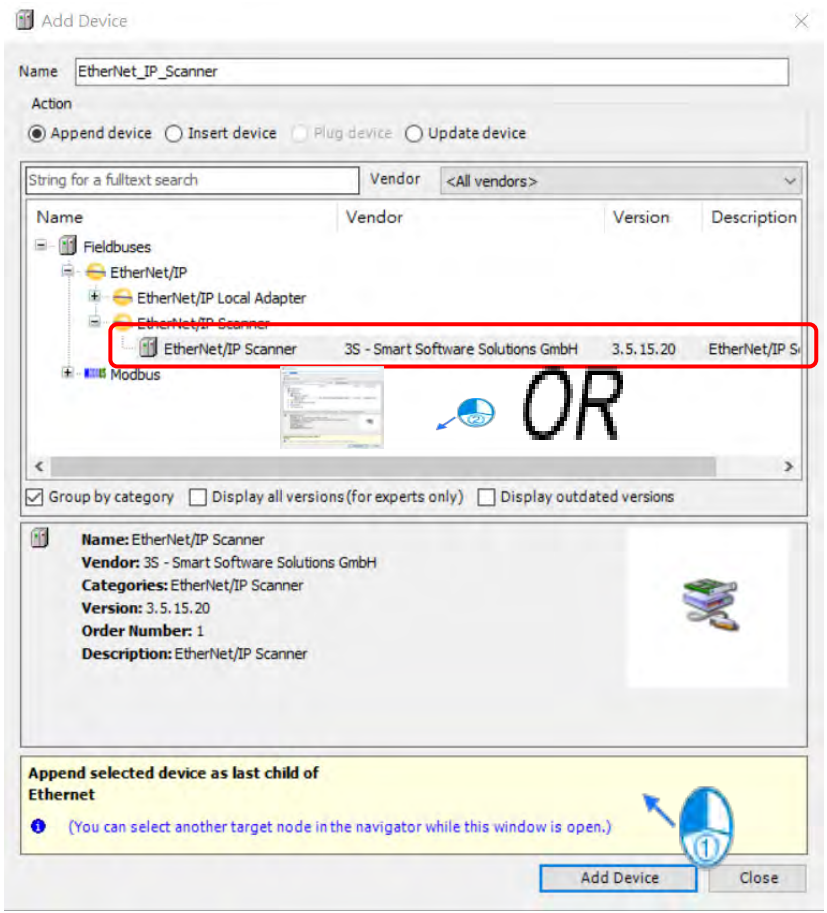 Add Device
Name EtherNet_IP_Scanner
Action
Append device Insert device Plug device Update device
String for a fulltext search Vendor <All vendors>
Name Vendor Version Description
Fieldbuses
EtherNet/IP
EtherNet/IP Local Adapter
EtherNet/IP Scanner
EtherNet/IP Scanner 3S - Smart Software Solutions GmbH 3.5.15.20 EtherNet/IP S
Modbus
(2) OR
Group by category Display all versions (for experts only) Display outdated versions
Name: EtherNet/IP Scanner
Vendor: 3S - Smart Software Solutions GmbH
Categories: EtherNet/IP Scanner
Version: 3.5.15.20
Order Number: 1
Description: EtherNet/IP Scanner
Append selected device as last child of
Ethernet
(You can select another target node in the navigator while this window is open.)
(1)
Add Device Close